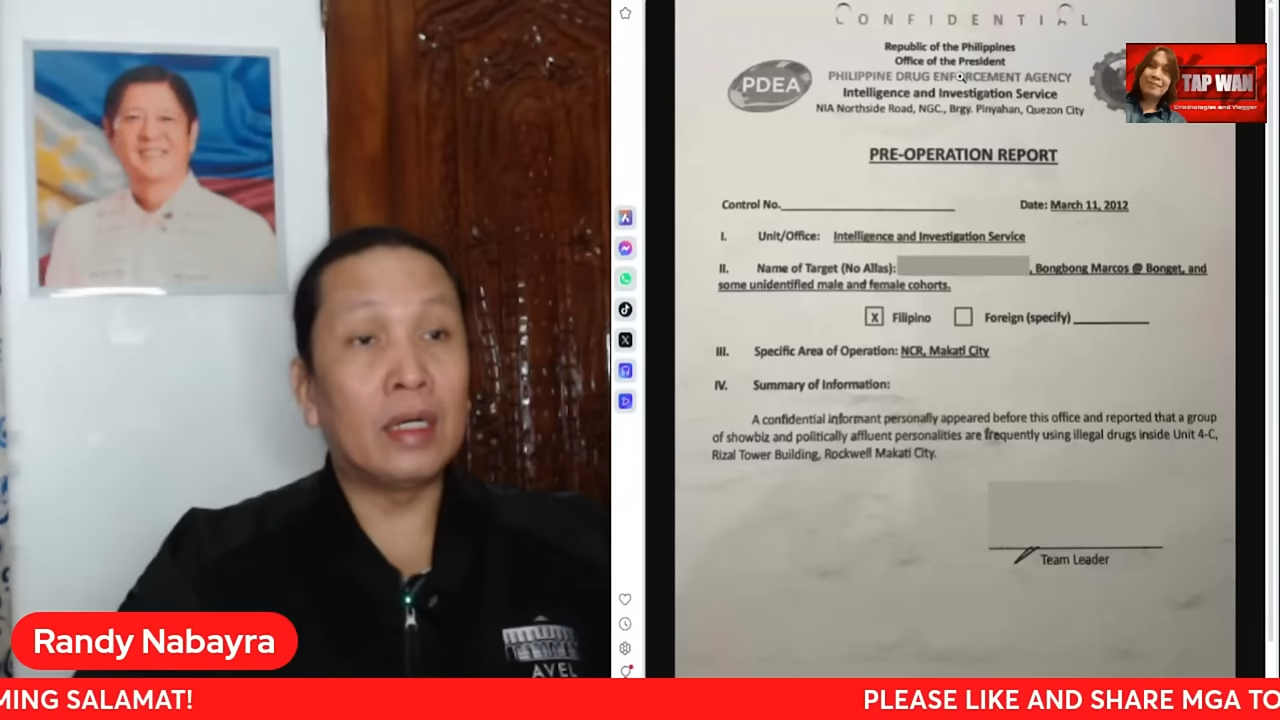 CONFIDENTIAL
Republic of the Philippines
Office of the President
PHILIPPINE DRUG ENFORCEMENT AGENCY
Intelligence and Investigation Service
NIA Northside Road, NGC., Brgy. Pinyahan, Quezon City
PDEA
TAP WAN
Criminologist and Vlogger
PRE-OPERATION REPORT
Control No.
Date: March 11, 2012
I. Unit/Office: Intelligence and Investigation Service
II. Name of Target (No Alias): , Bongbong Marcos @ Bonget, and
some unidentified male and female cohorts.
X Filipino Foreign (specify)
III. Specific Area of Operation: NCR, Makati City
IV. Summary of Information:
A confidential informant personally appeared before this office and reported that a group
of showbiz and politically affluent personalities are frequently using illegal drugs inside Unit 4-C,
Rizal Tower Building, Rockwell Makati City.
Team Leader
AVEL
Randy Nabayra
MING SALAMAT!
PLEASE LIKE AND SHARE MGA TO